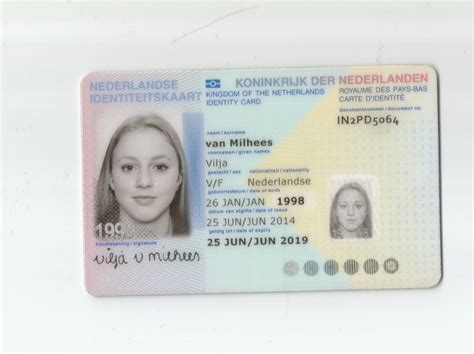 NEDERLANDSE
IDENTITEITSKAART
KONINKRIJK DER NEDERLANDEN
KINGDOM OF THE NETHERLANDS
IDENTITY CARD
ROYAUME DES PAYS-BAS
CARTE D'IDENTITÉ
documentnummer / document no
IN2PD5064
naam / surname
van Milhees
voornamen / given names
Vilja
geslacht / sex nationaliteit / nationality
V/F Nederlandse
geboortedatum / date of birth
26 JAN/JAN 1998
datum van afgifte / date of issue
25 JUN/JUN 2014
geldig tot / date of expiry
25 JUN/JUN 2019
handtekening / signature
vilja v milhees